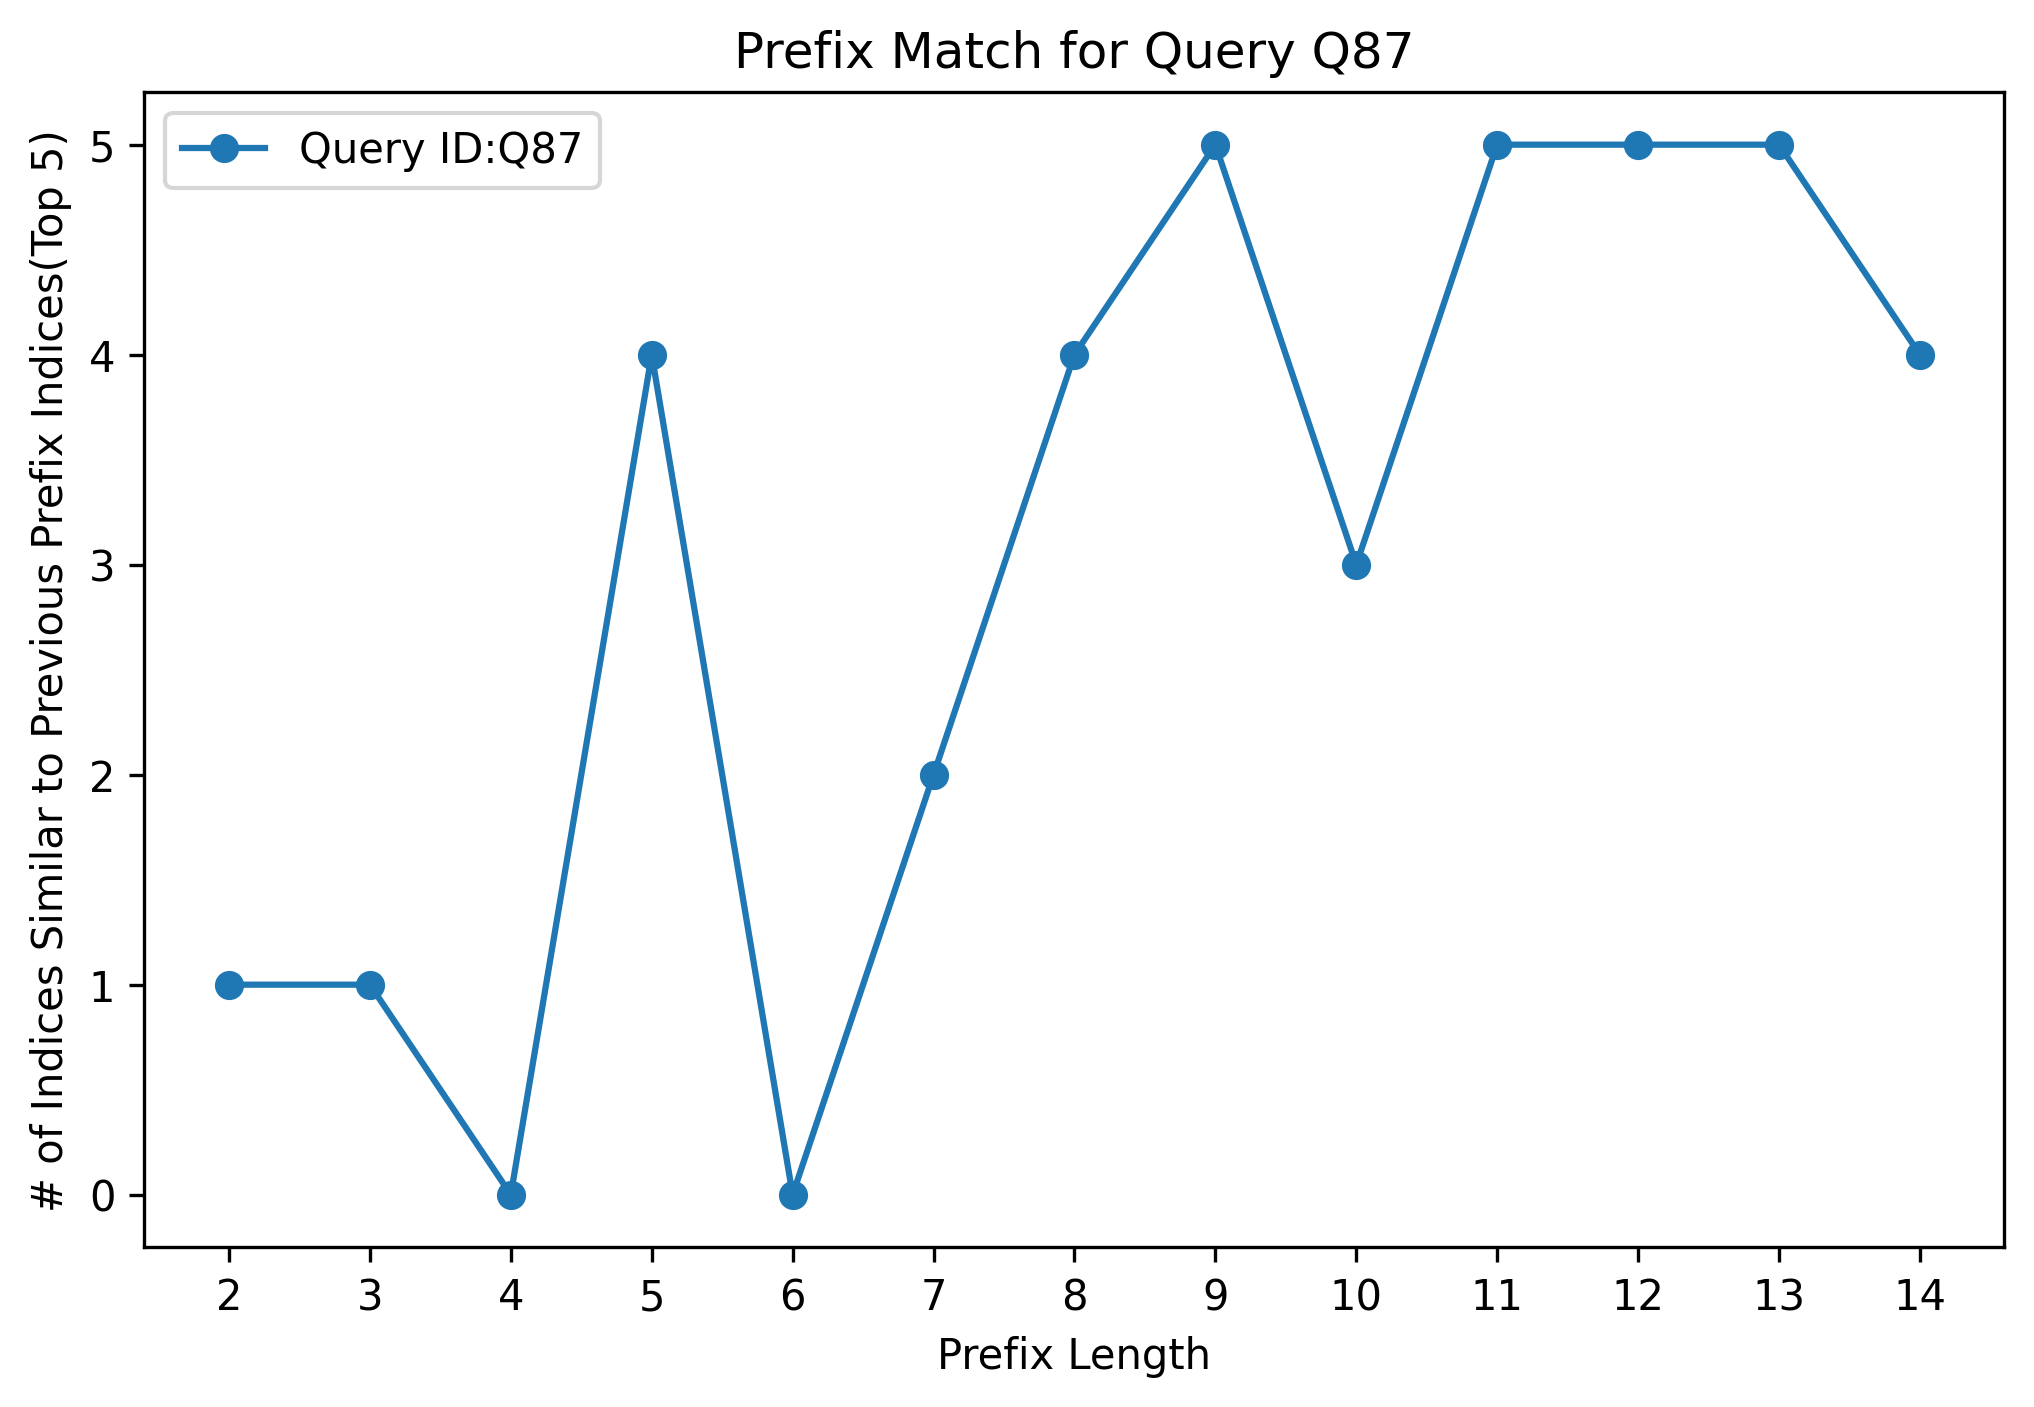 Prefix Match for Query Q87
Query ID:Q87
# of Indices Similar to Previous Prefix Indices(Top 5)
5
4
3
2
1
0
2 3 4 5 6 7 8 9 10 11 12 13 14
Prefix Length